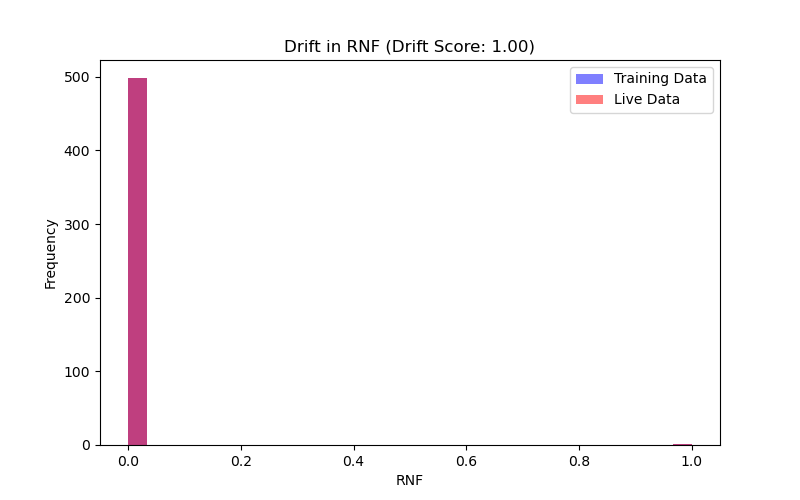 Drift in RNF (Drift Score: 1.00)
Training Data
Live Data
Frequency
500
400
300
200
100
0
0.0 0.2 0.4 0.6 0.8 1.0
RNF